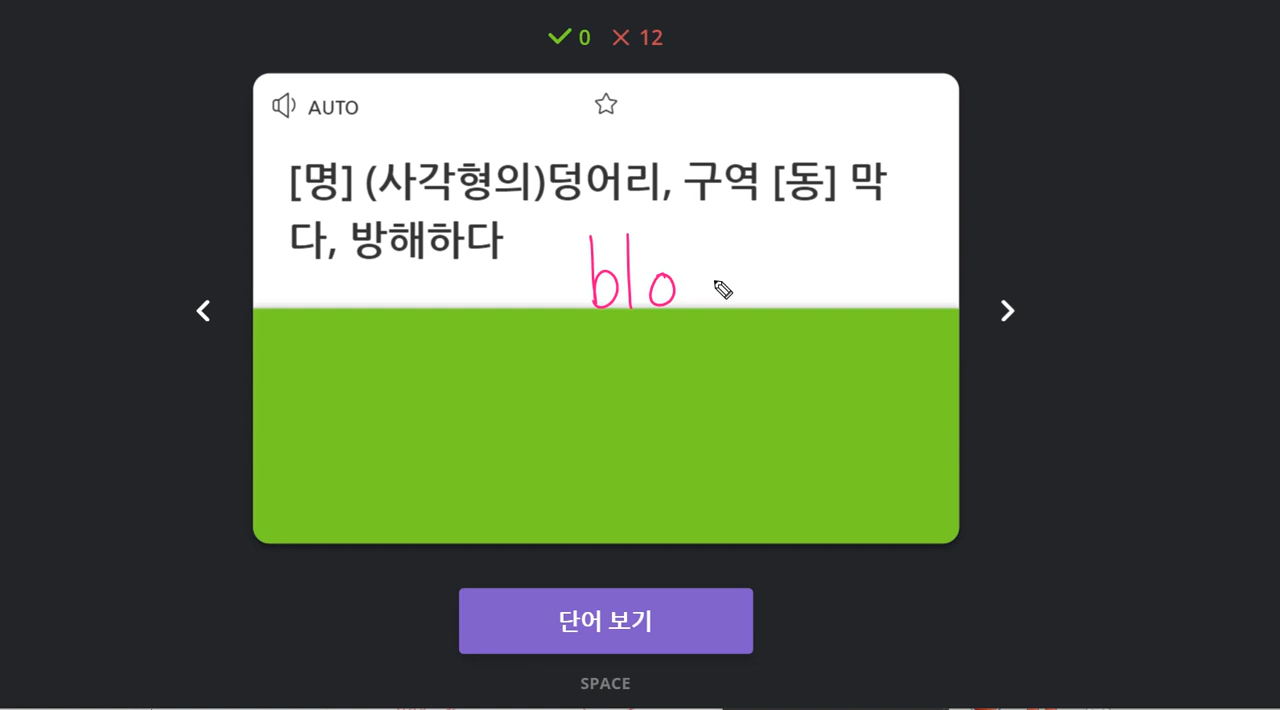 0 12
AUTO
[명] (사각형의)덩어리, 구역 [동] 막
다, 방해하다
blo
단어 보기
SPACE